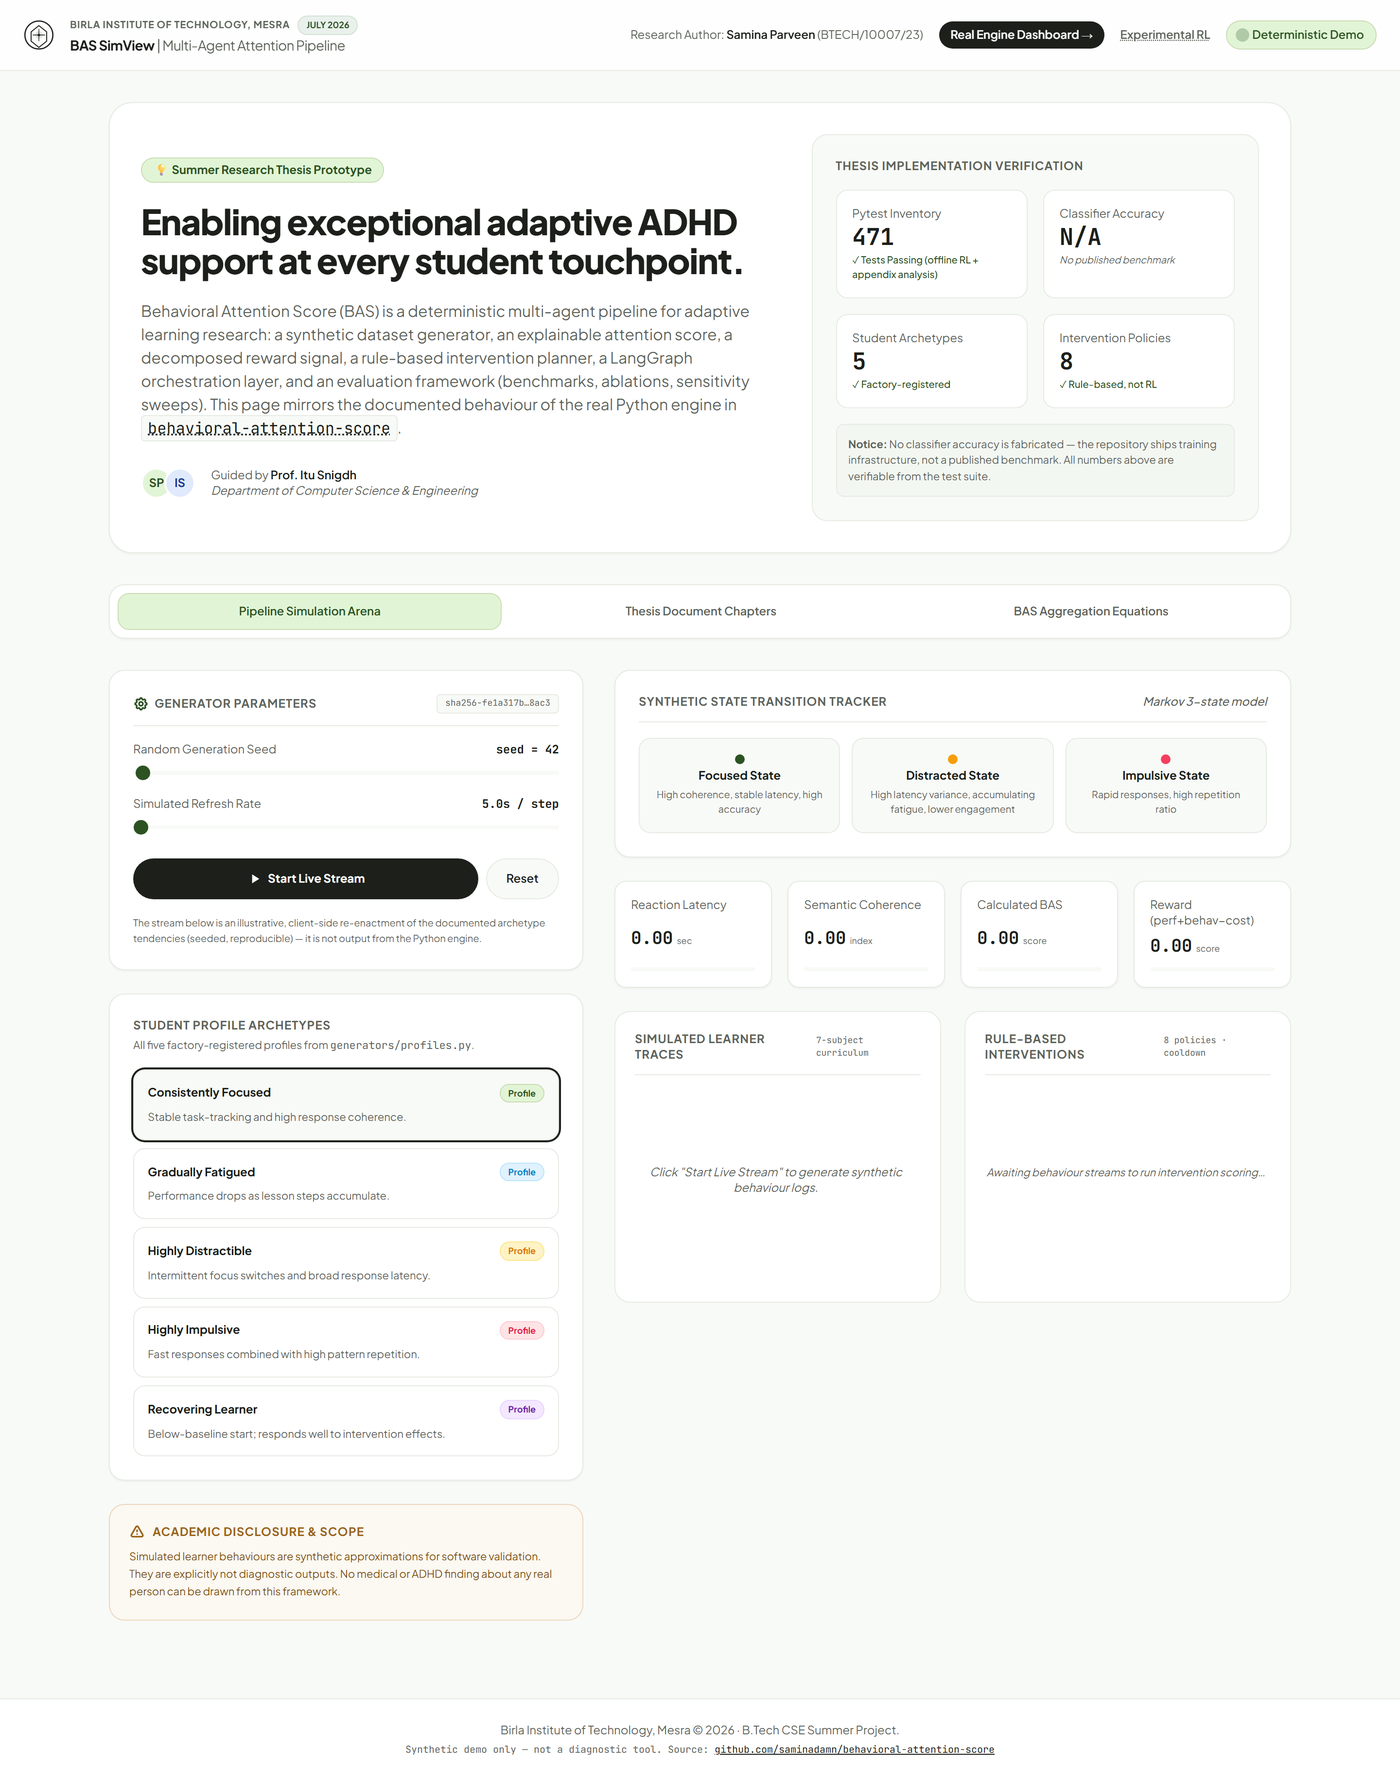 BIRLA INSTITUTE OF TECHNOLOGY, MESRA JULY 2026
BAS SimView | Multi-Agent Attention Pipeline
Research Author: Samina Parveen (BTECH/10007/23)
Real Engine Dashboard →
Experimental RL
Deterministic Demo
Summer Research Thesis Prototype
Enabling exceptional adaptive ADHD
support at every student touchpoint.
Behavioral Attention Score (BAS) is a deterministic multi-agent pipeline for adaptive
learning research: a synthetic dataset generator, an explainable attention score, a
decomposed reward signal, a rule-based intervention planner, a LangGraph
orchestration layer, and an evaluation framework (benchmarks, ablations, sensitivity
sweeps). This page mirrors the documented behaviour of the real Python engine in
behavioral-attention-score .
SP IS
Guided by Prof. Itu Snigdh
Department of Computer Science & Engineering
THESIS IMPLEMENTATION VERIFICATION
Pytest Inventory
471
✓ Tests Passing (offline RL +
appendix analysis)
Classifier Accuracy
N/A
No published benchmark
Student Archetypes
5
✓ Factory-registered
Intervention Policies
8
✓ Rule-based, not RL
Notice: No classifier accuracy is fabricated — the repository ships training
infrastructure, not a published benchmark. All numbers above are
verifiable from the test suite.
Pipeline Simulation Arena
Thesis Document Chapters
BAS Aggregation Equations
GENERATOR PARAMETERS
sha256-fe1a317b…8ac3
Random Generation Seed
seed = 42
Simulated Refresh Rate
5.0s / step
Start Live Stream
Reset
The stream below is an illustrative, client-side re-enactment of the documented archetype
tendencies (seeded, reproducible) — it is not output from the Python engine.
STUDENT PROFILE ARCHETYPES
All five factory-registered profiles from generators/profiles.py.
Consistently Focused
Profile
Stable task-tracking and high response coherence.
Gradually Fatigued
Profile
Performance drops as lesson steps accumulate.
Highly Distractible
Profile
Intermittent focus switches and broad response latency.
Highly Impulsive
Profile
Fast responses combined with high pattern repetition.
Recovering Learner
Profile
Below-baseline start; responds well to intervention effects.
ACADEMIC DISCLOSURE & SCOPE
Simulated learner behaviours are synthetic approximations for software validation.
They are explicitly not diagnostic outputs. No medical or ADHD finding about any real
person can be drawn from this framework.
SYNTHETIC STATE TRANSITION TRACKER
Markov 3-state model
Focused State
High coherence, stable latency, high
accuracy
Distracted State
High latency variance, accumulating
fatigue, lower engagement
Impulsive State
Rapid responses, high repetition
ratio
Reaction Latency
0.00 sec
Semantic Coherence
0.00 index
Calculated BAS
0.00 score
Reward
(perf+behav−cost)
0.00 score
SIMULATED LEARNER
TRACES
7-subject
curriculum
Click "Start Live Stream" to generate synthetic
behaviour logs.
RULE-BASED
INTERVENTIONS
8 policies ·
cooldown
Awaiting behaviour streams to run intervention scoring…
Birla Institute of Technology, Mesra © 2026 · B.Tech CSE Summer Project.
Synthetic demo only — not a diagnostic tool. Source: github.com/saminadamn/behavioral-attention-score